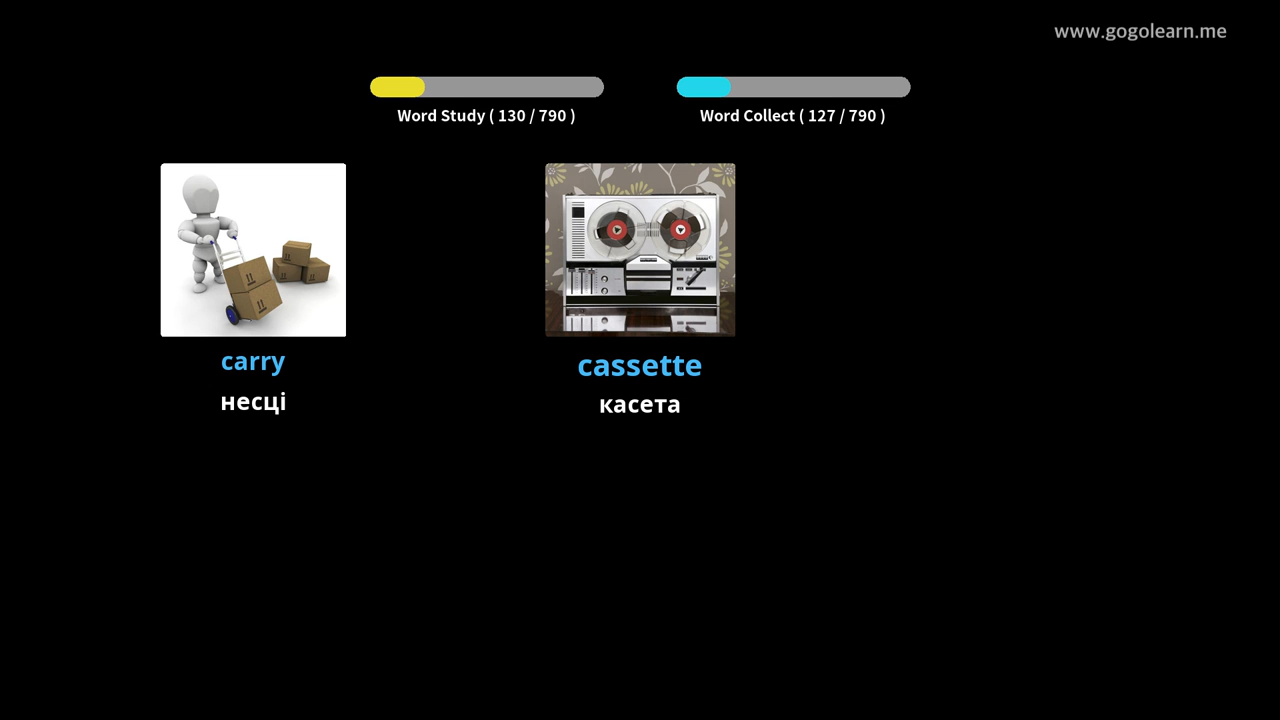 www.gogolearn.me
Word Study ( 130 / 790 )
Word Collect ( 127 / 790 )
carry
несці
cassette
касета